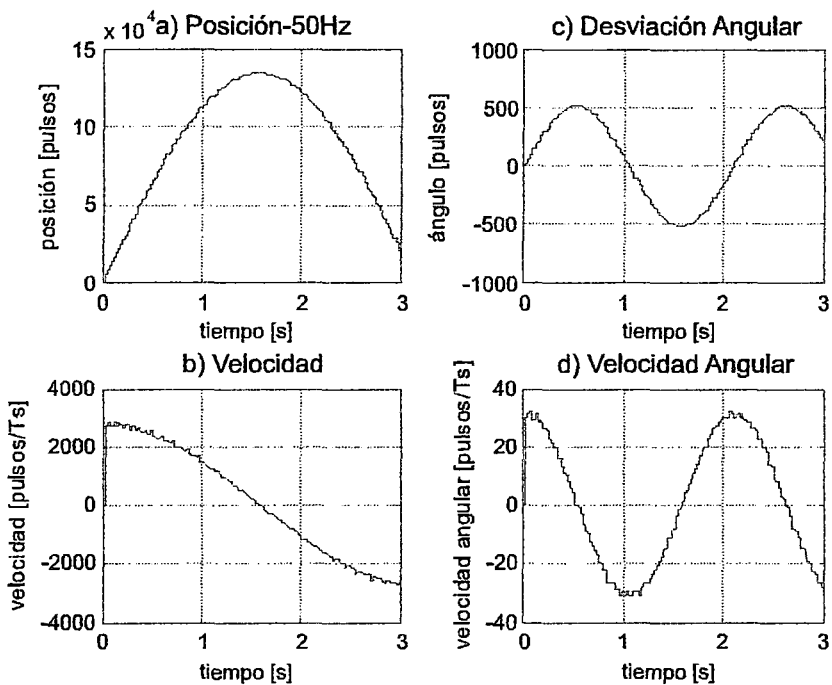 x 10⁴ a) Posición-50Hz
15
10
5
0
posición [pulsos]
0 1 2 3
tiempo [s]
c) Desviación Angular
1000
500
0
-500
-1000
ángulo [pulsos]
0 1 2 3
tiempo [s]
b) Velocidad
4000
2000
0
-2000
-4000
velocidad [pulsos/Ts]
0 1 2 3
tiempo [s]
d) Velocidad Angular
40
20
0
-20
-40
velocidad angular [pulsos/Ts]
0 1 2 3
tiempo [s]